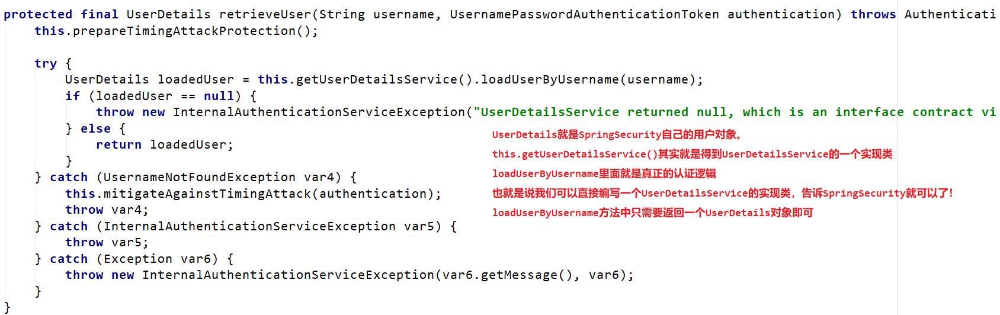 protected final UserDetails retrieveUser(String username, UsernamePasswordAuthenticationToken authentication) throws Authenticati
this.prepareTimingAttackProtection();
try {
UserDetails loadedUser = this.getUserDetailsService().loadUserByUsername(username);
if (loadedUser == null) {
throw new InternalAuthenticationServiceException("UserDetailsService returned null, which is an interface contract vi
} else {
return loadedUser;
}
} catch (UsernameNotFoundException var4) {
this.mitigateAgainstTimingAttack(authentication);
throw var4;
} catch (InternalAuthenticationServiceException var5) {
throw var5;
} catch (Exception var6) {
throw new InternalAuthenticationServiceException(var6.getMessage(), var6);
}
}
UserDetails就是SpringSecurity自己的用户对象。
this.getUserDetailsService()其实就是得到UserDetailsService的一个实现类
loadUserByUsername里面就是真正的认证逻辑
也就是说我们可以直接编写一个UserDetailsService的实现类，告诉SpringSecurity就可以了！
loadUserByUsername方法中只需要返回一个UserDetails对象即可